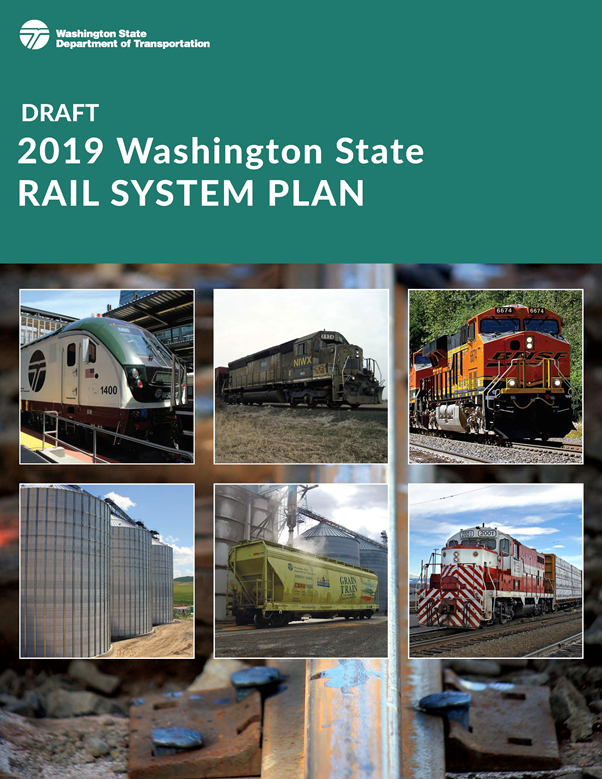 Washington State
Department of Transportation
DRAFT
2019 Washington State
RAIL SYSTEM PLAN
1400
NIWX
6674
6674
BNSF
GRAIN
TRAIN
2001